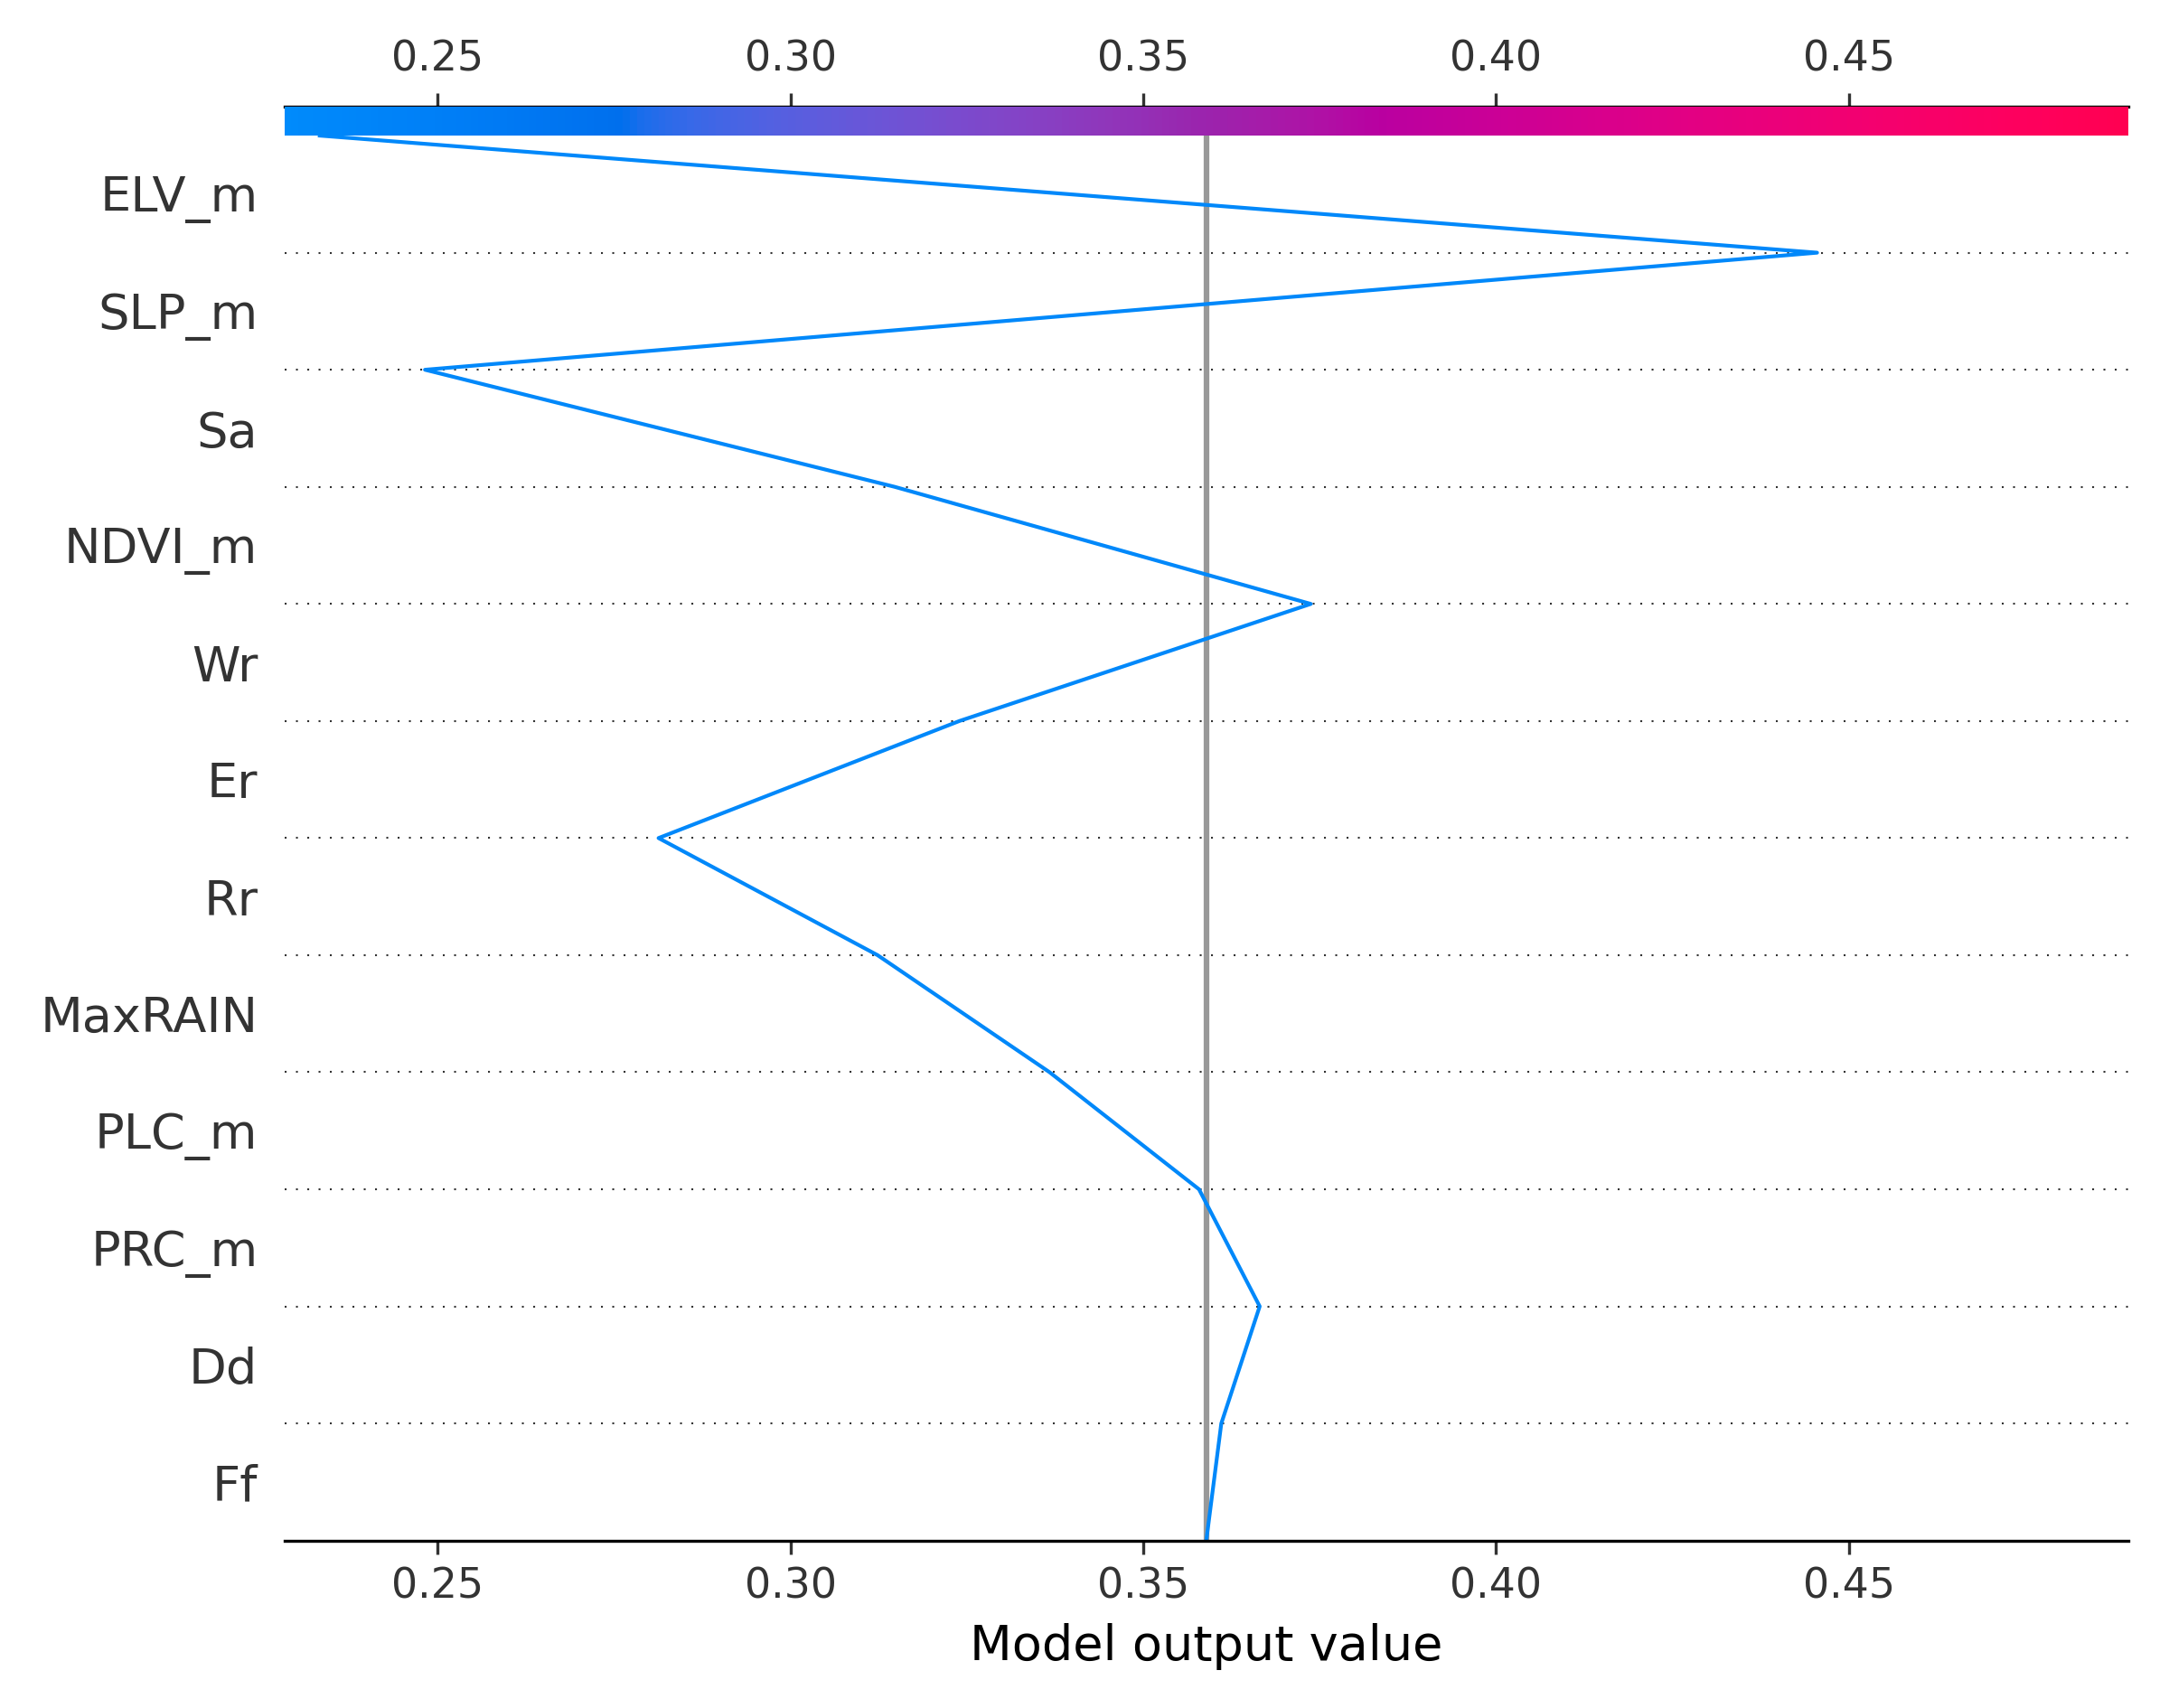 0.25 0.30 0.35 0.40 0.45
ELV_m
SLP_m
Sa
NDVI_m
Wr
Er
Rr
MaxRAIN
PLC_m
PRC_m
Dd
Ff
0.25 0.30 0.35 0.40 0.45
Model output value